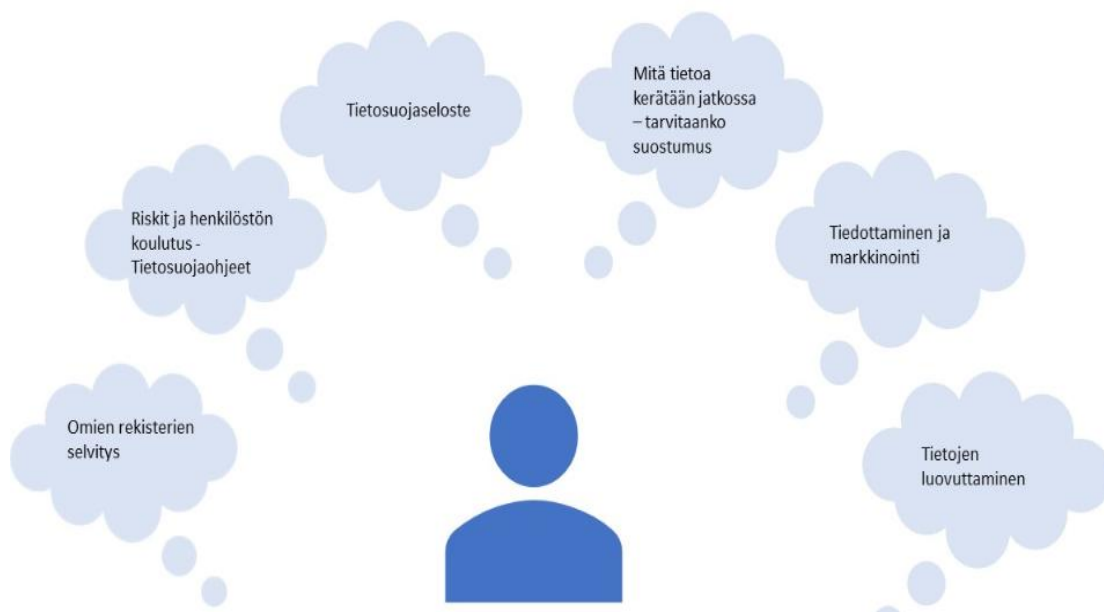 Omien rekisterien
selvitys
Riskit ja henkilöstön
koulutus -
Tietosuojaohjeet
Tietosuojaseloste
Mitä tietoa
kerätään jatkossa
– tarvitaanko
suostumus
Tiedottaminen ja
markkinointi
Tietojen
luovuttaminen